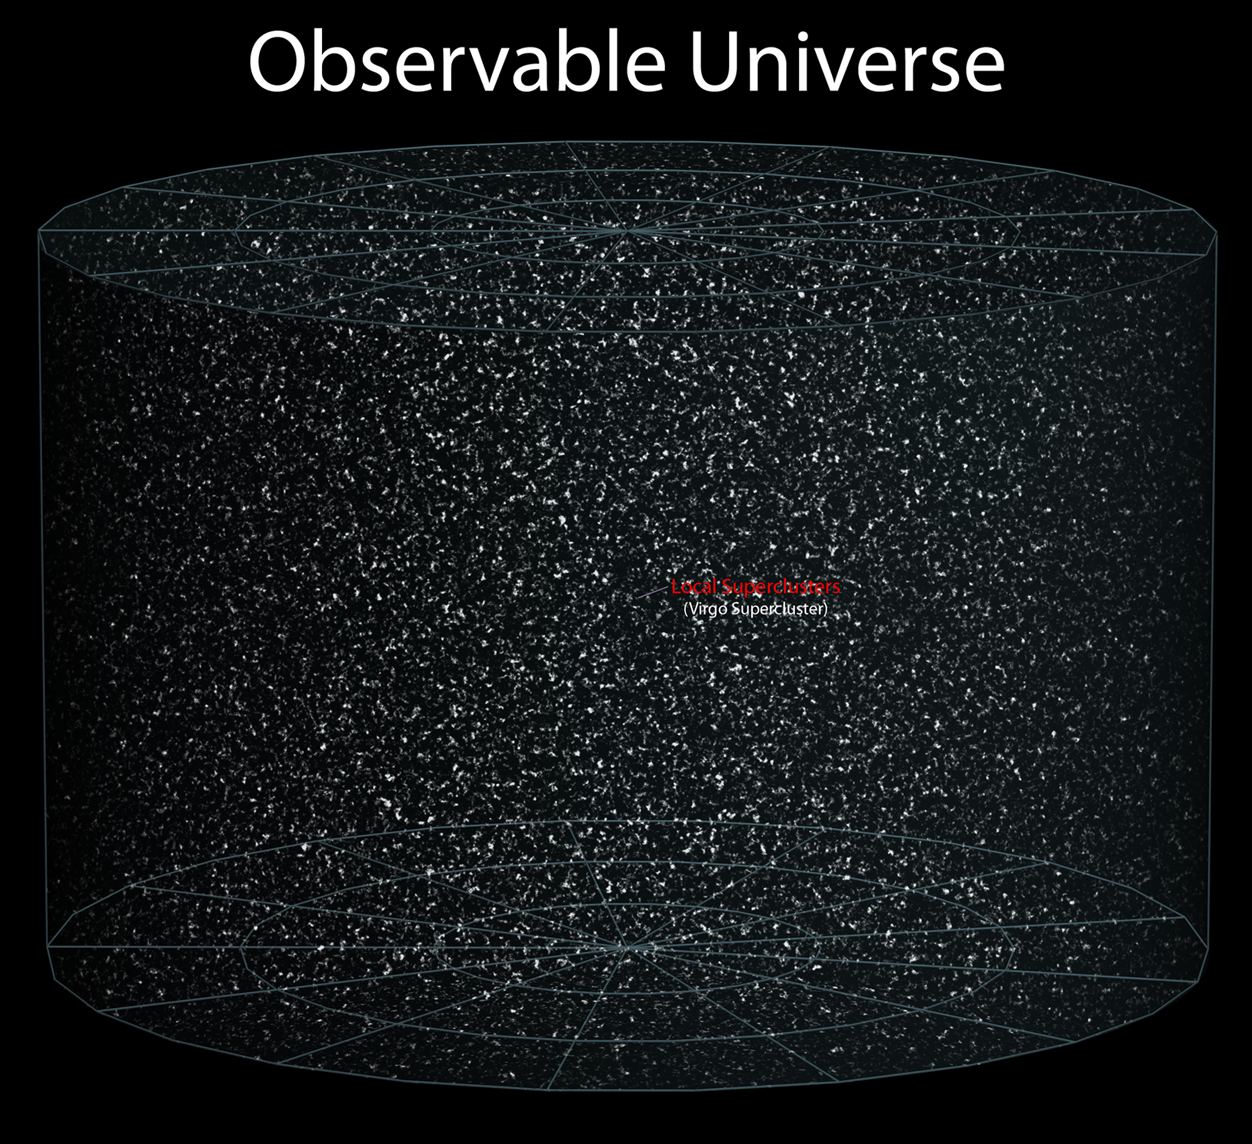 Observable Universe
Local Superclusters
(Virgo Supercluster)